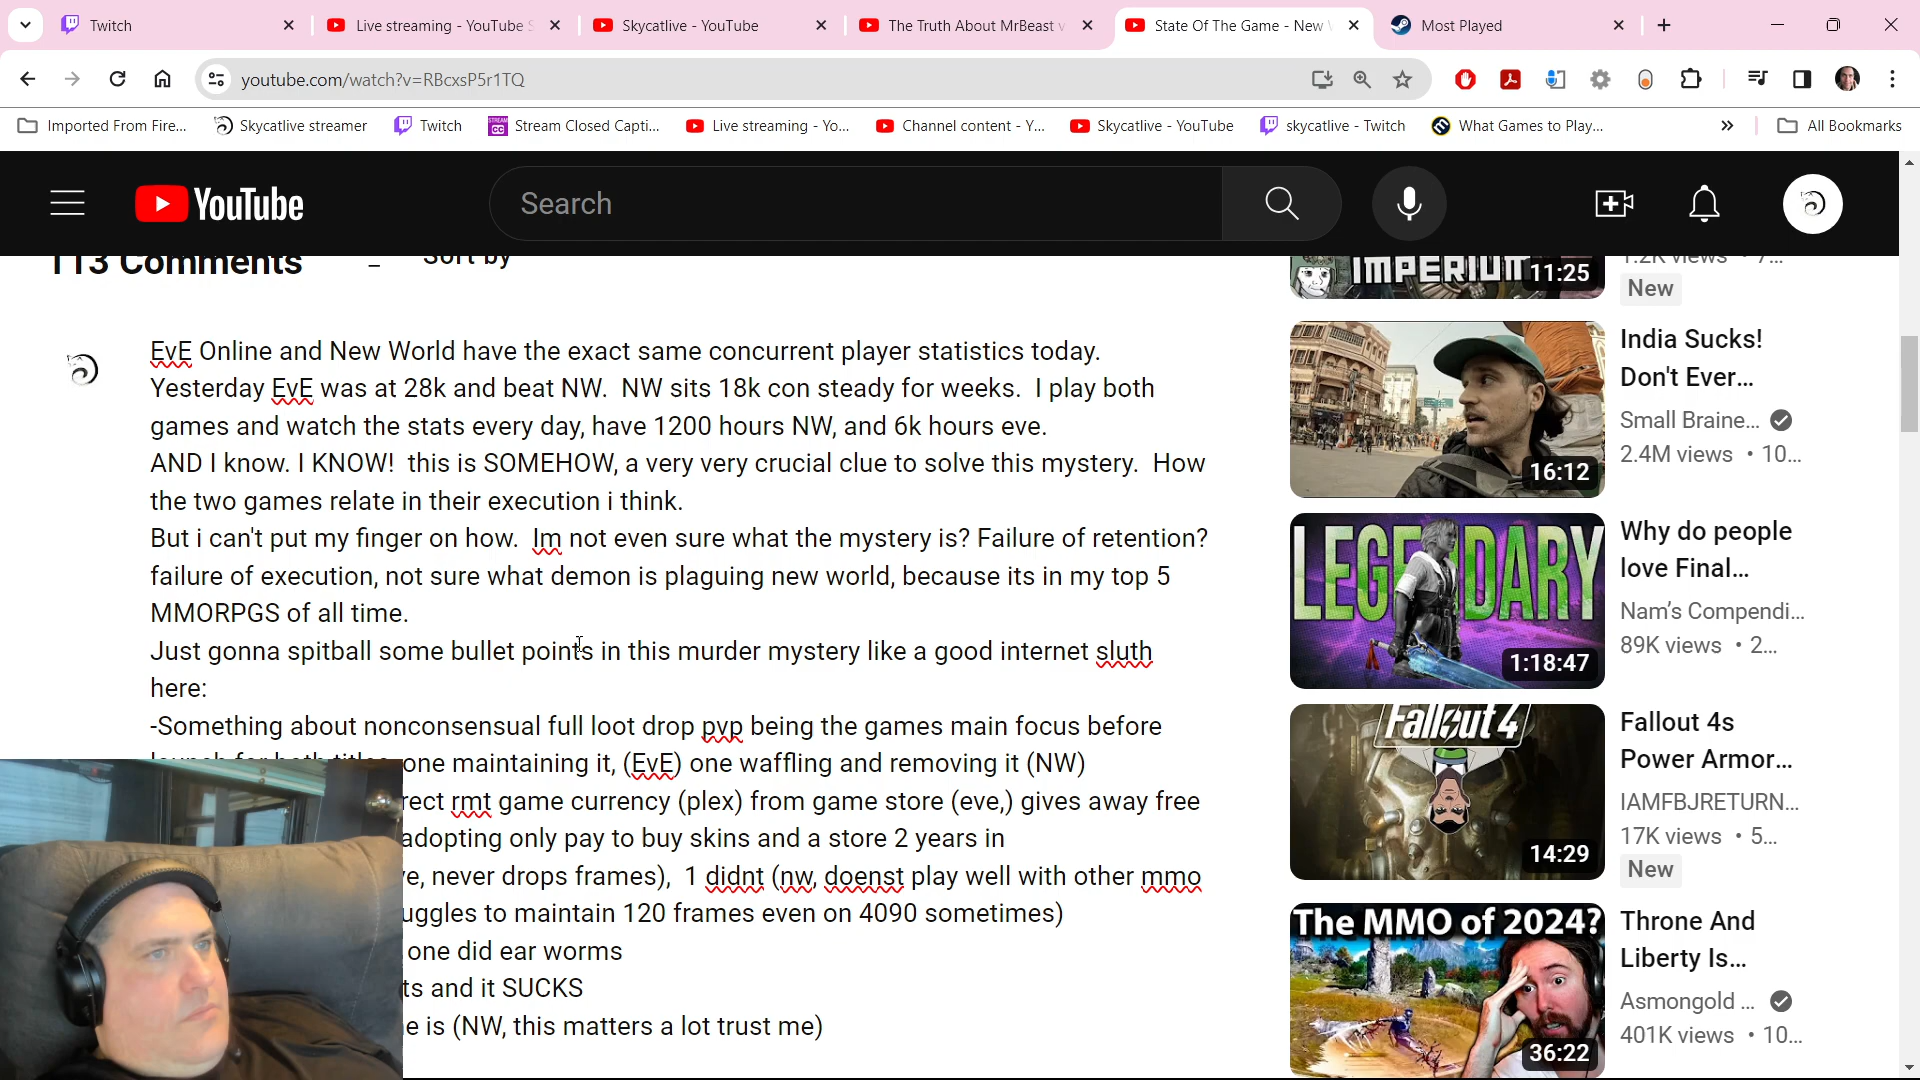 Twitch
Live streaming - YouTube S
Skycatlive - YouTube
The Truth About MrBeast v
State Of The Game - New
Most Played
youtube.com/watch?v=RBcxsP5r1TQ
Imported From Fire...
Skycatlive streamer
Twitch
STREAM CC
Stream Closed Capti...
Live streaming - Yo...
Channel content - Y...
Skycatlive - YouTube
skycatlive - Twitch
What Games to Play...
All Bookmarks
YouTube
Search
113 Comments
Sort by
EvE Online and New World have the exact same concurrent player statistics today.
Yesterday EvE was at 28k and beat NW.  NW sits 18k con steady for weeks.  I play both
games and watch the stats every day, have 1200 hours NW, and 6k hours eve.
AND I know. I KNOW!  this is SOMEHOW, a very very crucial clue to solve this mystery.  How
the two games relate in their execution i think.
But i can't put my finger on how.  Im not even sure what the mystery is? Failure of retention?
failure of execution, not sure what demon is plaguing new world, because its in my top 5
MMORPGS of all time.
Just gonna spitball some bullet points in this murder mystery like a good internet sluth
here:
-Something about nonconsensual full loot drop pvp being the games main focus before
one maintaining it, (EvE) one waffling and removing it (NW)
rect rmt game currency (plex) from game store (eve,) gives away free
adopting only pay to buy skins and a store 2 years in
e, never drops frames),  1 didnt (nw, doenst play well with other mmo
uggles to maintain 120 frames even on 4090 sometimes)
one did ear worms
ts and it SUCKS
e is (NW, this matters a lot trust me)
IMPERIUM
11:25
1.2K views
New
16:12
India Sucks!
Don't Ever...
Small Braine...
2.4M views • 10...
LEGENDARY
1:18:47
Why do people
love Final...
Nam's Compendi...
89K views • 2...
Fallout 4
14:29
Fallout 4s
Power Armor...
IAMFBJRETURN...
17K views • 5...
New
The MMO of 2024?
36:22
Throne And
Liberty Is...
Asmongold ...
401K views • 10...